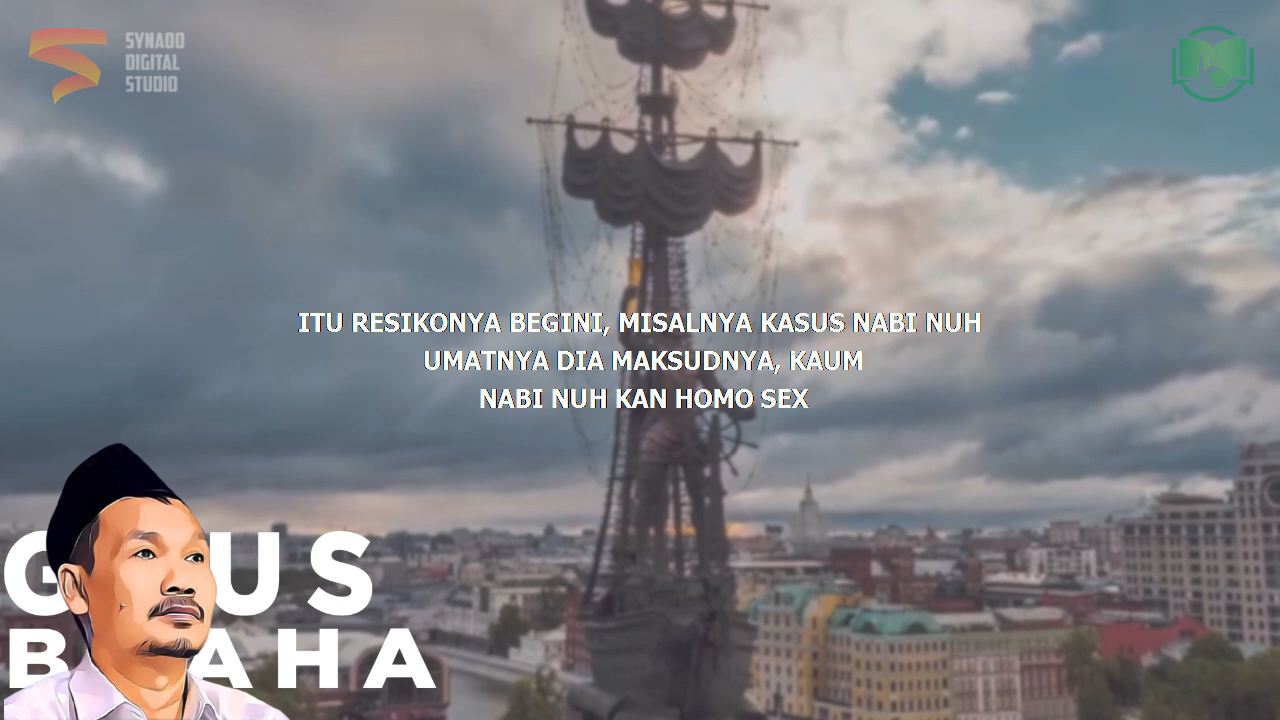 SYNADO
DIGITAL
STUDIO
ITU RESIKONYA BEGINI, MISALNYA KASUS NABI NUH
UMATNYA DIA MAKSUDNYA, KAUM
NABI NUH KAN HOMO SEX
GUS
BAHA